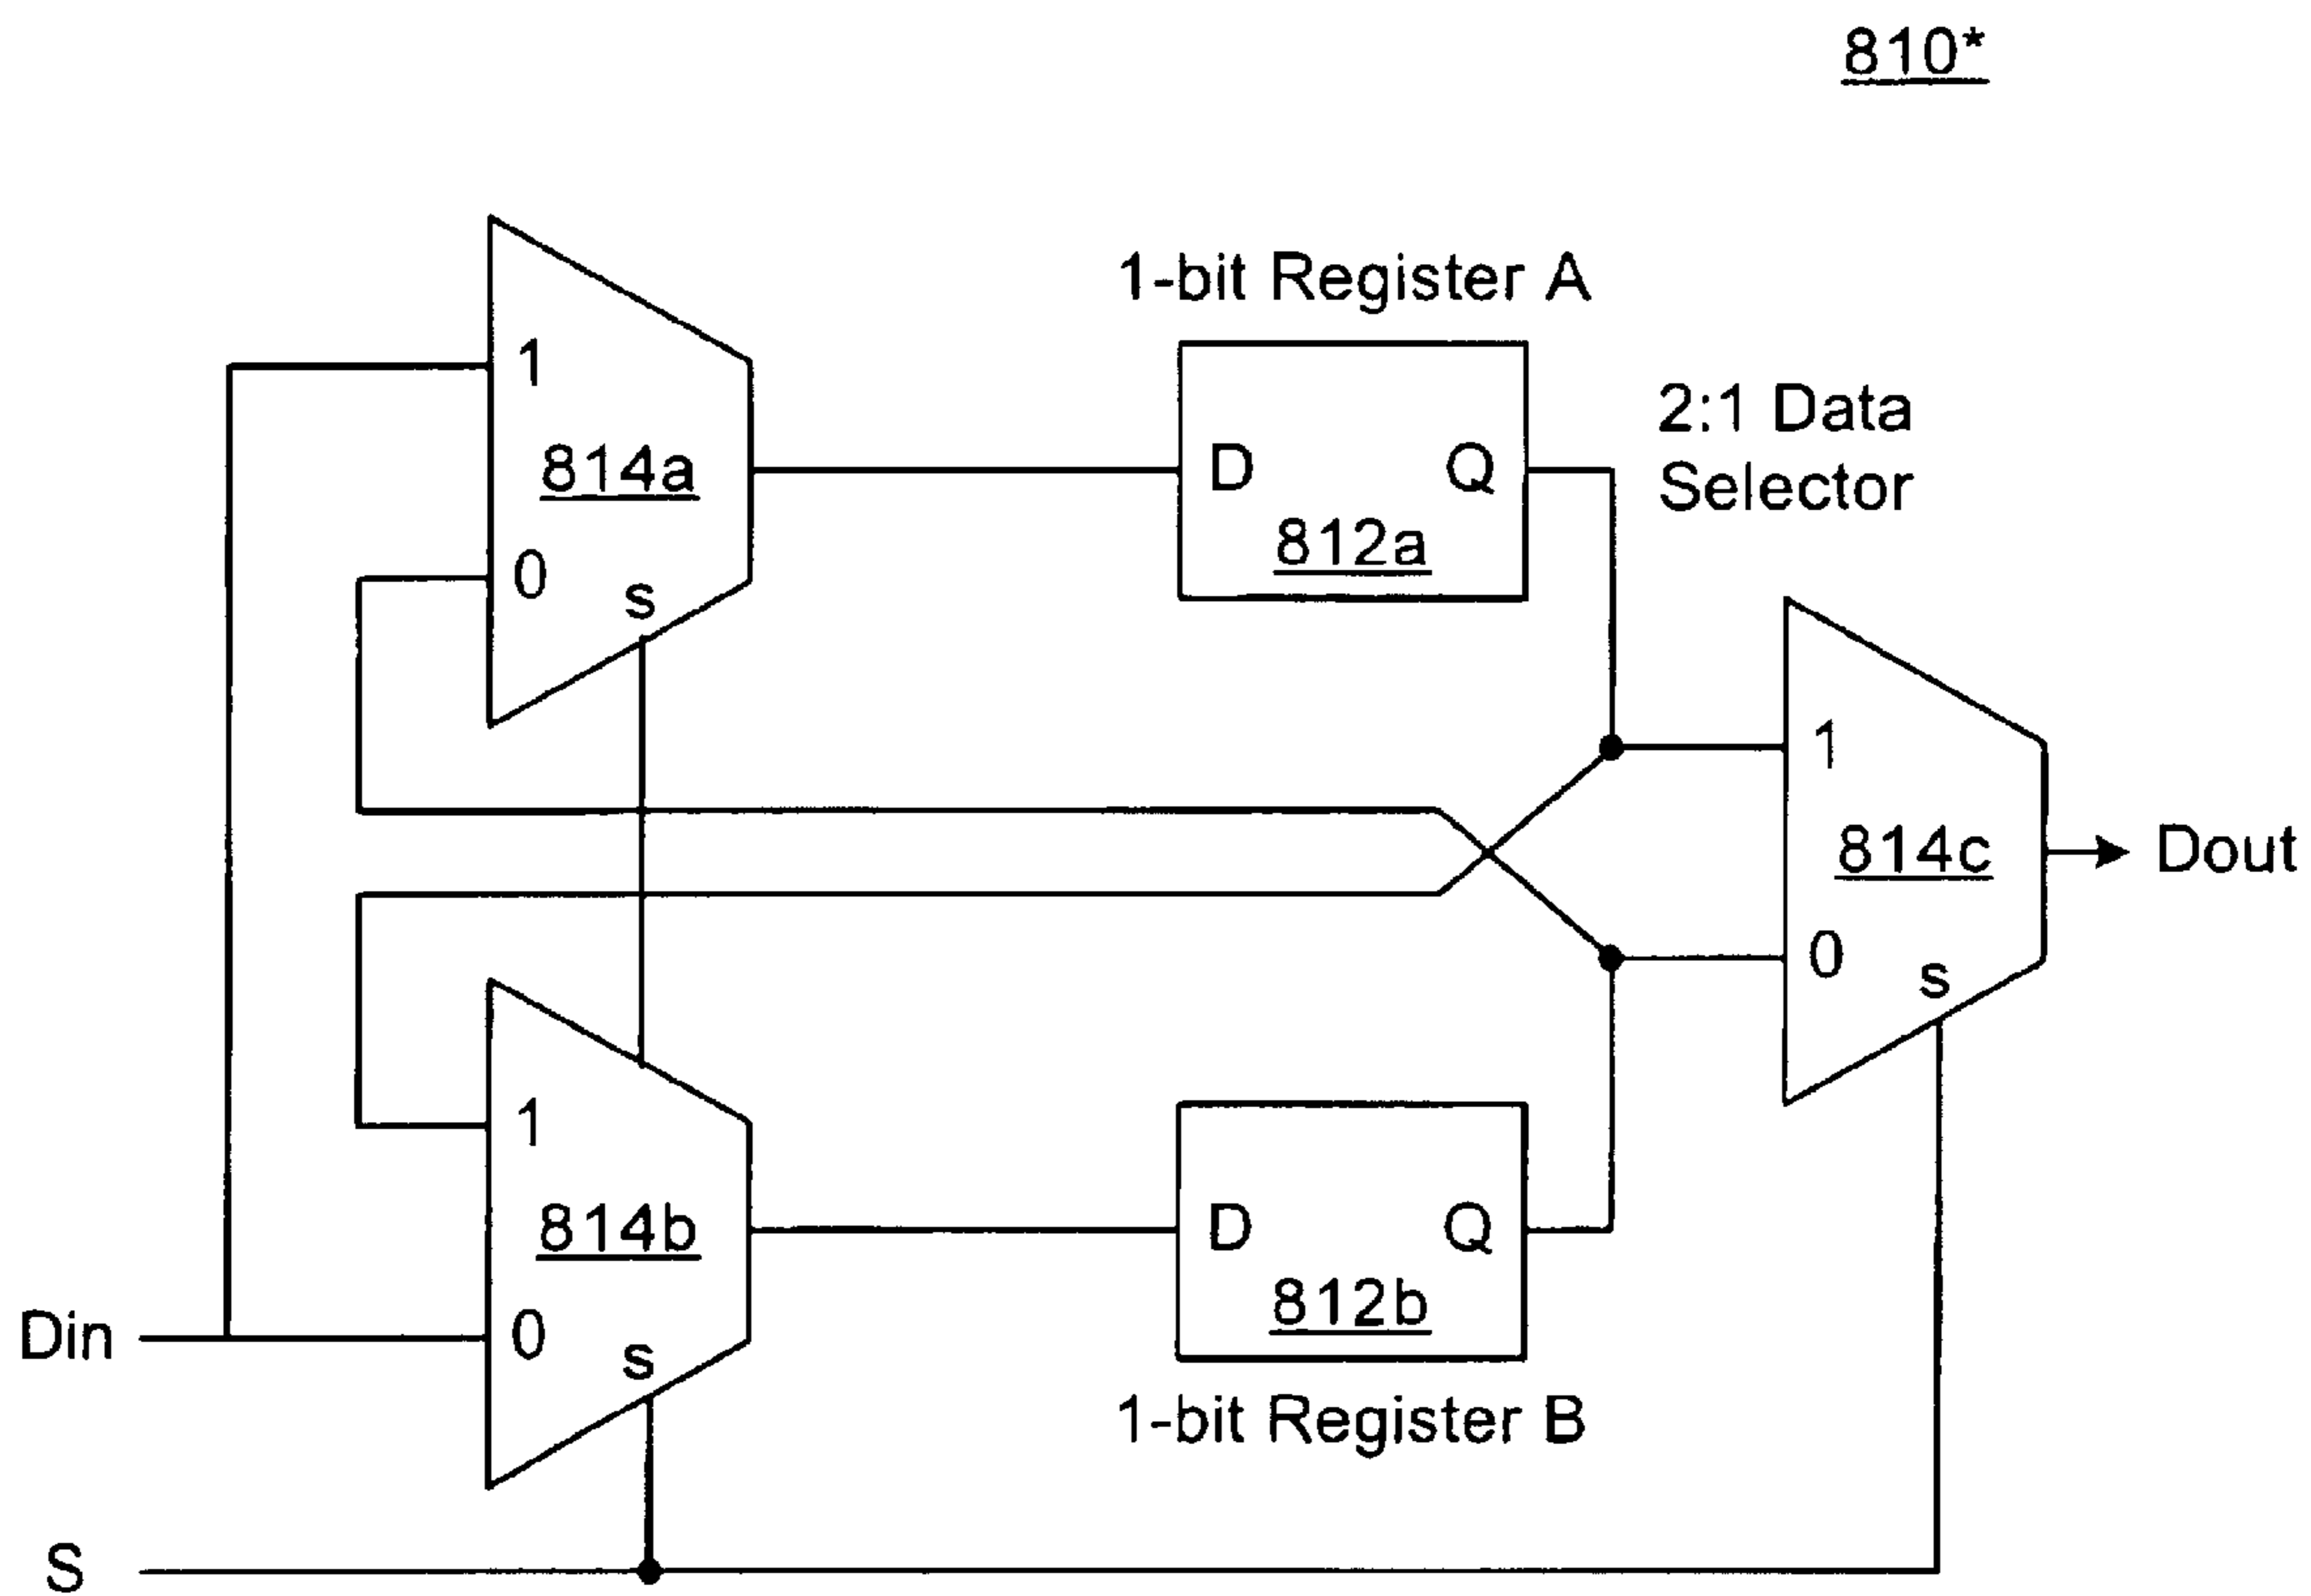 810*
1-bit Register A
1
814a
0
s
D
Q
812a
2:1 Data
Selector
1
814c
0
s
Dout
1
814b
0
s
D
Q
812b
1-bit Register B
Din
S